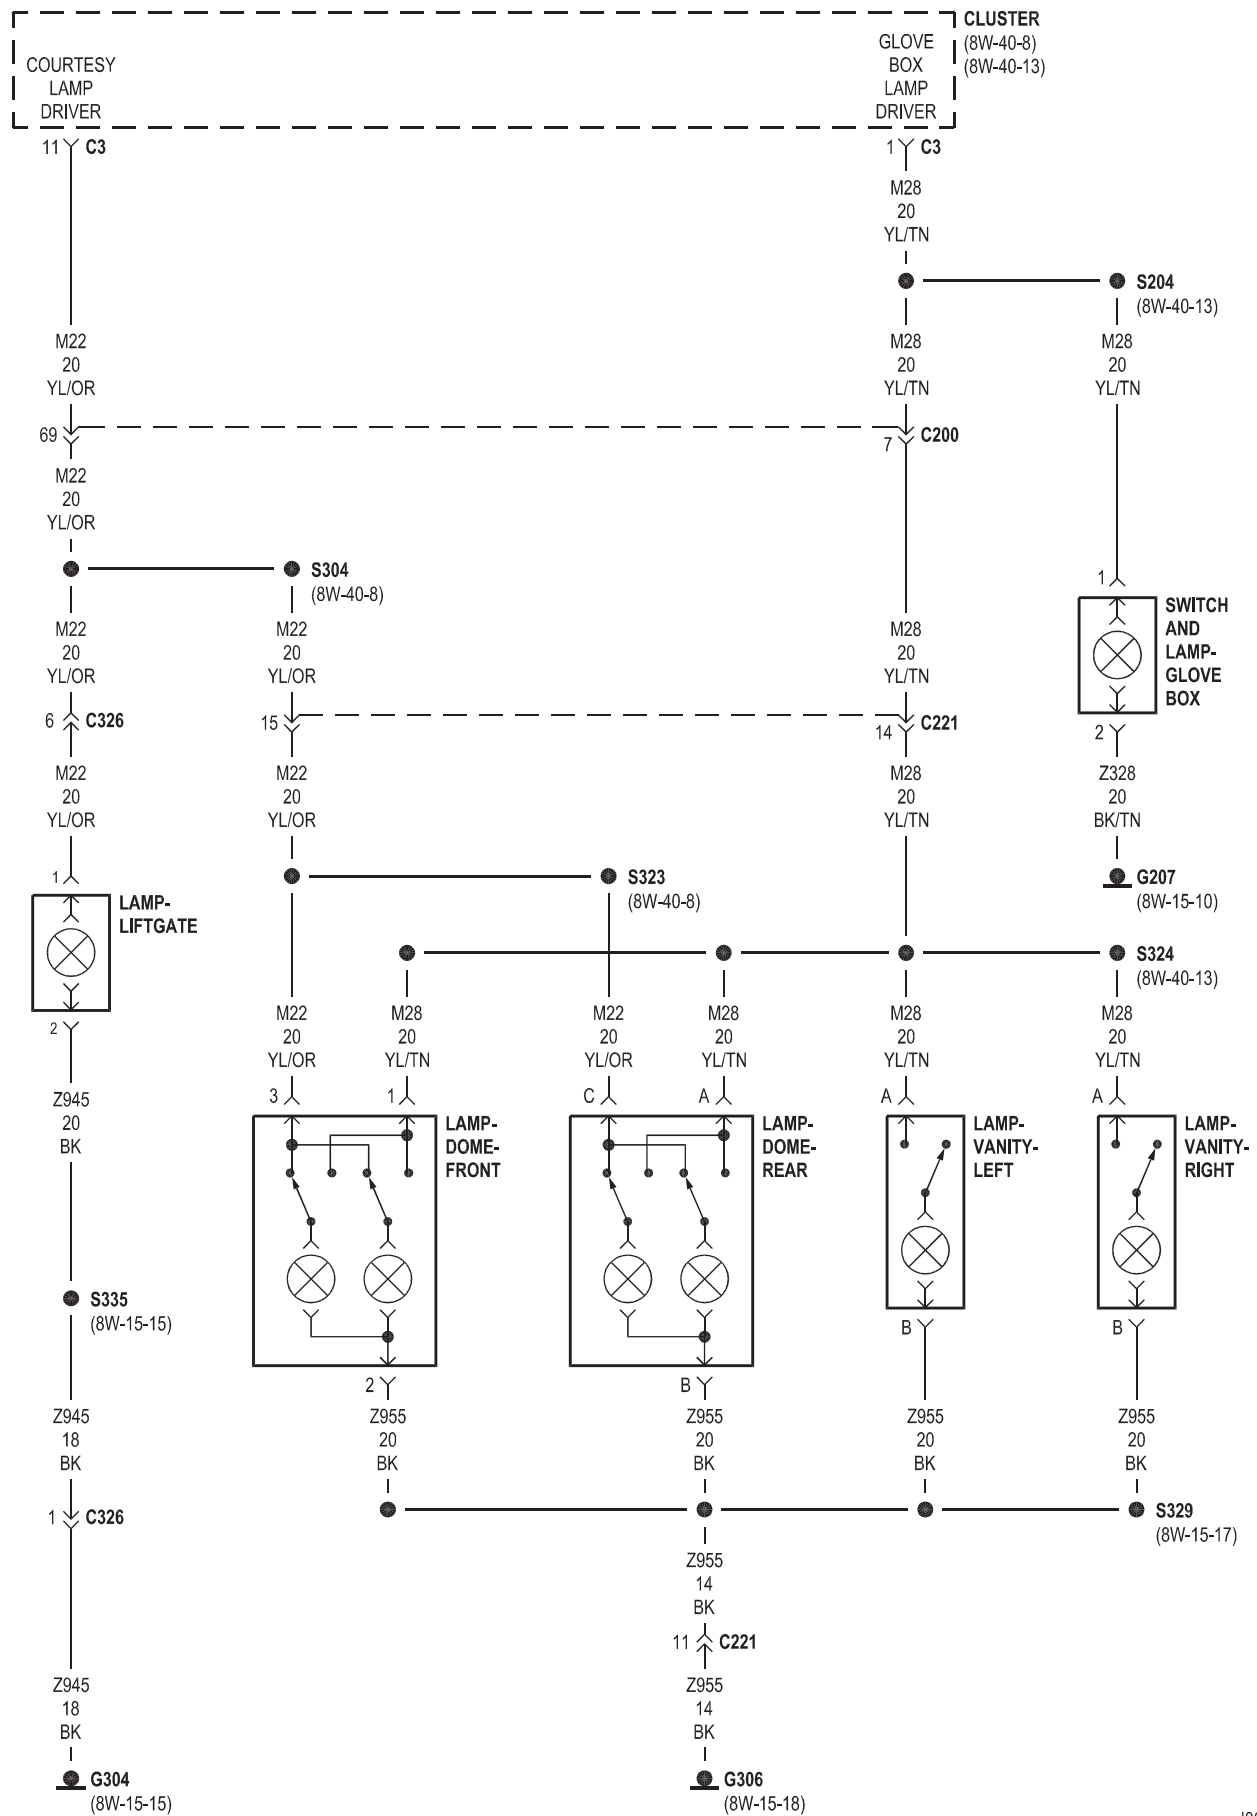 CLUSTER
(8W-40-8)
(8W-40-13)
COURTESY
LAMP
DRIVER
GLOVE
BOX
LAMP
DRIVER
11 C3
1 C3
M28
20
YL/TN
S204
(8W-40-13)
M22
20
YL/OR
M28
20
YL/TN
M28
20
YL/TN
69
7 C200
M22
20
YL/OR
S304
(8W-40-8)
1
SWITCH
AND
LAMP-
GLOVE
BOX
M22
20
YL/OR
M22
20
YL/OR
M28
20
YL/TN
6 C326
15
14 C221
2
M22
20
YL/OR
M22
20
YL/OR
M28
20
YL/TN
Z328
20
BK/TN
1
S323
(8W-40-8)
G207
(8W-15-10)
LAMP-
LIFTGATE
S324
(8W-40-13)
2
M22
20
YL/OR
M28
20
YL/TN
M22
20
YL/OR
M28
20
YL/TN
M28
20
YL/TN
M28
20
YL/TN
3
1
C
A
A
A
Z945
20
BK
LAMP-
DOME-
FRONT
LAMP-
DOME-
REAR
LAMP-
VANITY-
LEFT
LAMP-
VANITY-
RIGHT
S335
(8W-15-15)
B
B
2
B
Z945
18
BK
Z955
20
BK
Z955
20
BK
Z955
20
BK
Z955
20
BK
1 C326
S329
(8W-15-17)
Z955
14
BK
11 C221
Z945
18
BK
Z955
14
BK
G304
(8W-15-15)
G306
(8W-15-18)